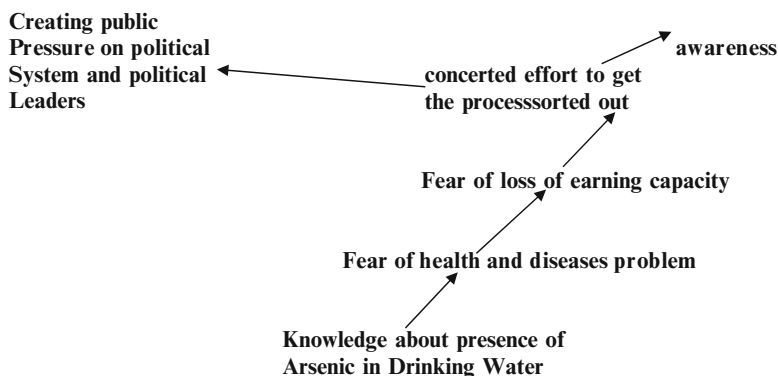 Creating public
Pressure on political
System and political
Leaders
awareness
concerted effort to get
the processsorted out
Fear of loss of earning capacity
Fear of health and diseases problem
Knowledge about presence of
Arsenic in Drinking Water